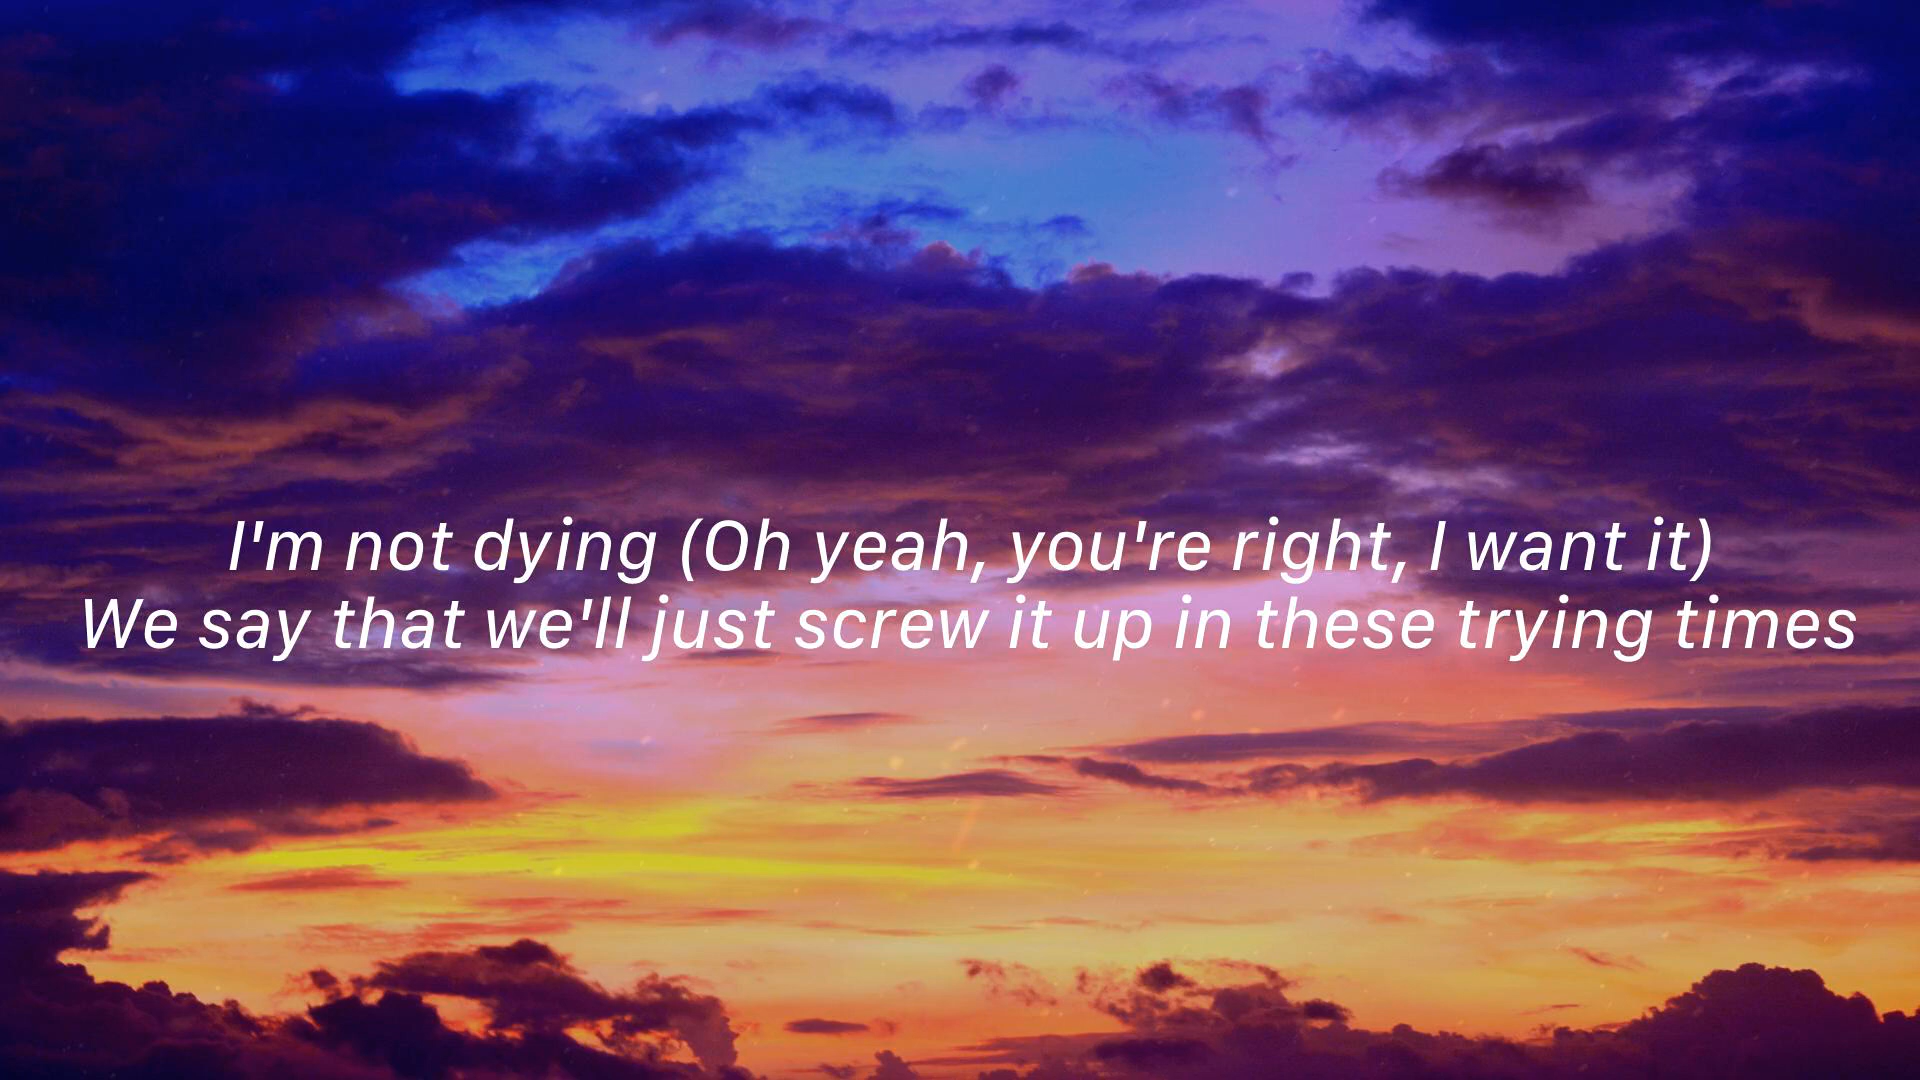 I'm not dying (Oh yeah, you're right, I want it)
We say that we'll just screw it up in these trying times